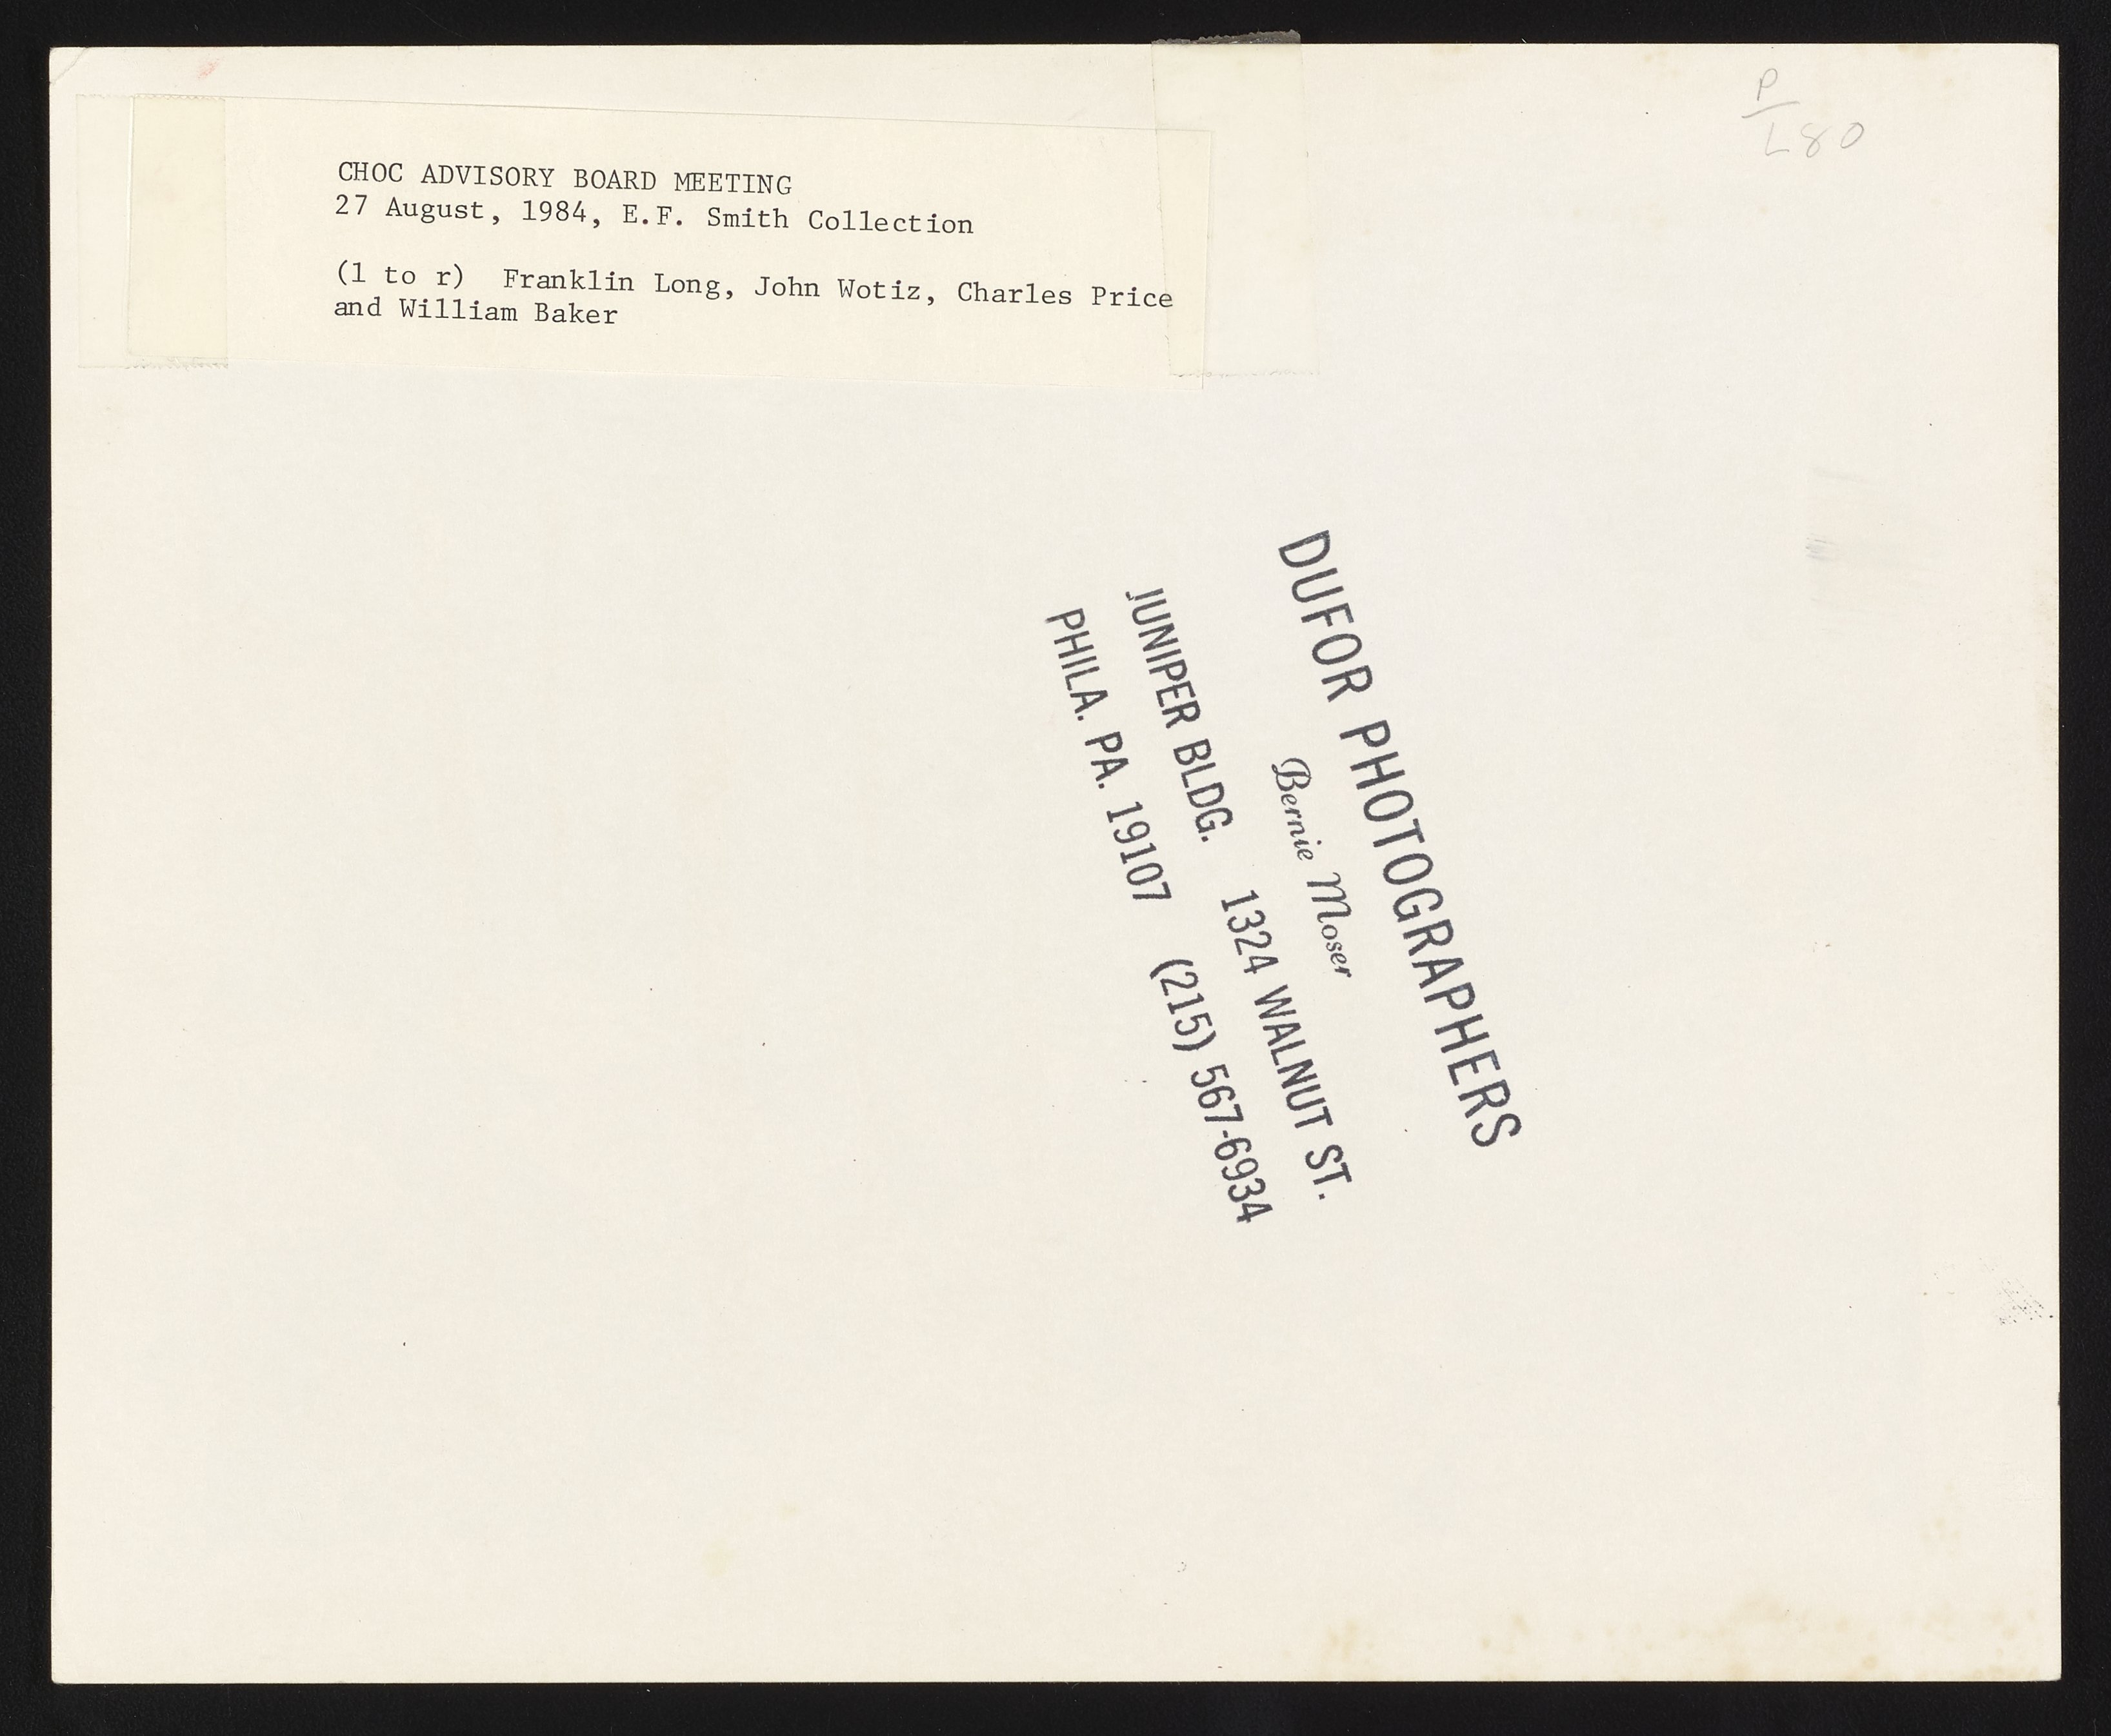 CHOC ADVISORY BOARD MEETING
27 August, 1984, E.F. Smith Collection
(l to r) Franklin Long, John Wotiz, Charles Price
and William Baker
P
L80
DUFOR PHOTOGRAPHERS
Bernie Moser
JUNIPER BLDG. 1324 WALNUT ST.
PHILA. PA. 19107 (215) 567-6934